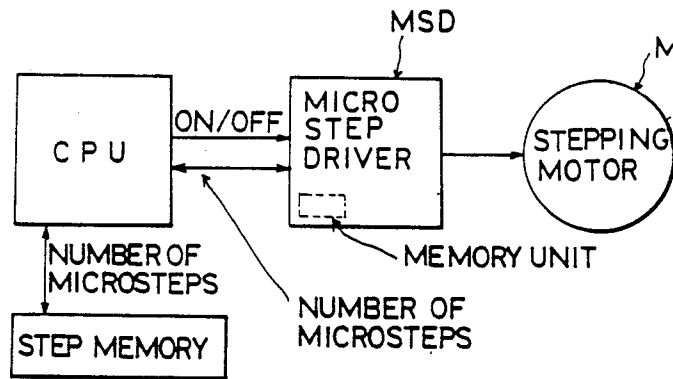 MSD
M
CPU
ON/OFF
MICRO
STEP
DRIVER
STEPPING
MOTOR
NUMBER OF
MICROSTEPS
MEMORY UNIT
NUMBER OF
MICROSTEPS
STEP MEMORY